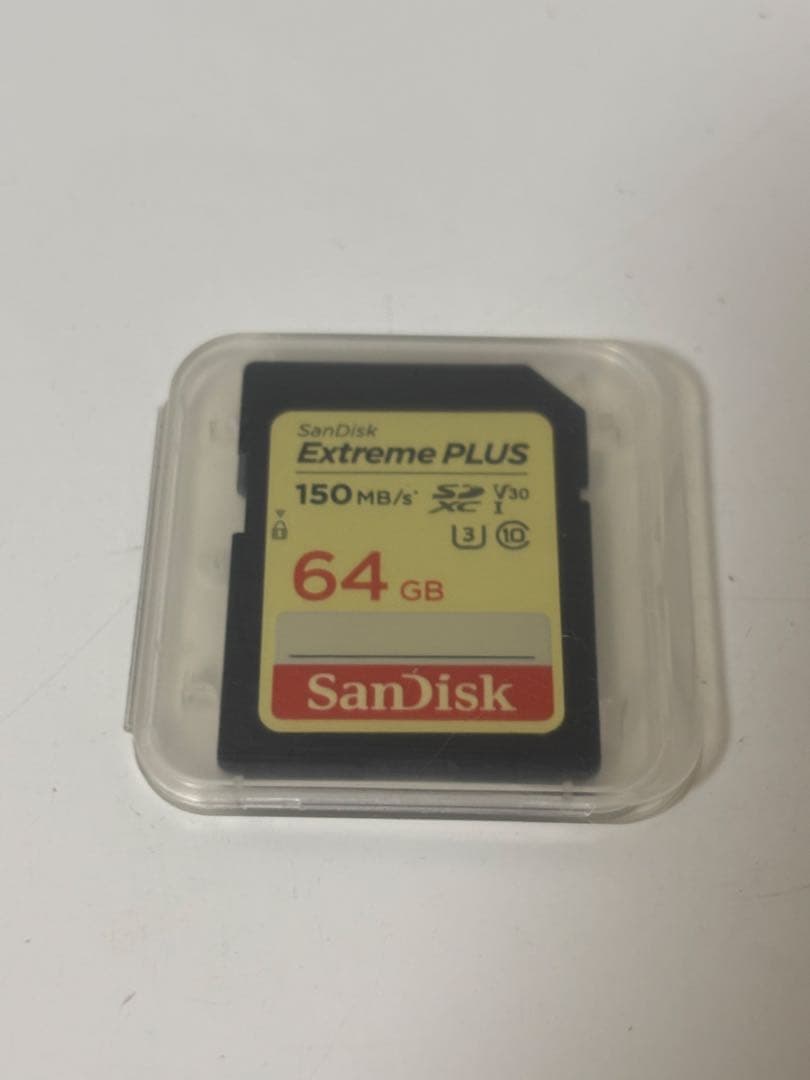 SanDisk
Extreme PLUS
150 MB/s* SD XC V30 I
3 10
64 GB
SanDisk